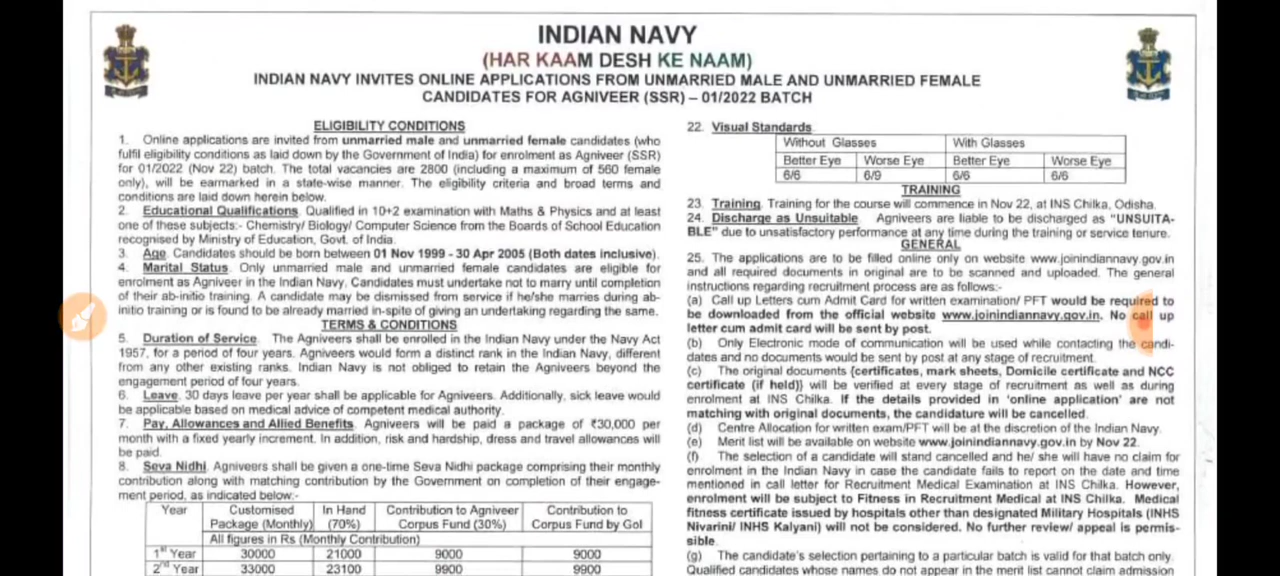 INDIAN NAVY
(HAR KAAM DESH KE NAAM)
INDIAN NAVY INVITES ONLINE APPLICATIONS FROM UNMARRIED MALE AND UNMARRIED FEMALE
CANDIDATES FOR AGNIVEER (SSR) – 01/2022 BATCH
ELIGIBILITY CONDITIONS
1. Online applications are invited from unmarried male and unmarried female candidates (who
fulfil eligibility conditions as laid down by the Government of India) for enrolment as Agniveer (SSR)
for 01/2022 (Nov 22) batch. The total vacancies are 2800 (including a maximum of 560 female
only), will be earmarked in a state-wise manner. The eligibility criteria and broad terms and
conditions are laid down herein below.
2. Educational Qualifications. Qualified in 10+2 examination with Maths & Physics and at least
one of these subjects:- Chemistry/ Biology/ Computer Science from the Boards of School Education
recognised by Ministry of Education, Govt. of India.
3. Age. Candidates should be born between 01 Nov 1999 - 30 Apr 2005 (Both dates inclusive).
4. Marital Status. Only unmarried male and unmarried female candidates are eligible for
enrolment as Agniveer in the Indian Navy, Candidates must undertake not to marry until completion
of their ab-initio training. A candidate may be dismissed from service if he/she marries during ab-
initio training or is found to be already married in-spite of giving an undertaking regarding the same.
TERMS & CONDITIONS
5. Duration of Service. The Agniveers shall be enrolled in the Indian Navy under the Navy Act
1957, for a period of four years. Agniveers would form a distinct rank in the Indian Navy, different
from any other existing ranks. Indian Navy is not obliged to retain the Agniveers beyond the
engagement period of four years.
6. Leave. 30 days leave per year shall be applicable for Agniveers. Additionally, sick leave would
be applicable based on medical advice of competent medical authority.
7. Pay, Allowances and Allied Benefits. Agniveers will be paid a package of ₹30,000 per
month with a fixed yearly increment. In addition, risk and hardship, dress and travel allowances will
be paid.
8. Seva Nidhi. Agniveers shall be given a one-time Seva Nidhi package comprising their monthly
contribution along with matching contribution by the Government on completion of their engage-
ment period, as indicated below:-
Year Customised Package (Monthly) In Hand (70%) Contribution to Agniveer Corpus Fund (30%) Contribution to Corpus Fund by GoI
All figures in Rs (Monthly Contribution)
1st Year 30000 21000 9000 9000
2nd Year 33000 23100 9900 9900
22. Visual Standards
Without Glasses With Glasses
Better Eye Worse Eye Better Eye Worse Eye
6/6 6/9 6/6 6/6
TRAINING
23. Training. Training for the course will commence in Nov 22, at INS Chilka, Odisha.
24. Discharge as Unsuitable. Agniveers are liable to be discharged as "UNSUITA-
BLE" due to unsatisfactory performance at any time during the training or service tenure.
GENERAL
25. The applications are to be filled online only on website www.joinindiannavy.gov.in
and all required documents in original are to be scanned and uploaded. The general
instructions regarding recruitment process are as follows:-
(a) Call up Letters cum Admit Card for written examination/ PFT would be required to
be downloaded from the official website www.joinindiannavy.gov.in. No call up
letter cum admit card will be sent by post.
(b) Only Electronic mode of communication will be used while contacting the candi-
dates and no documents would be sent by post at any stage of recruitment.
(c) The original documents (certificates, mark sheets, Domicile certificate and NCC
certificate (if held)) will be verified at every stage of recruitment as well as during
enrolment at INS Chilka. If the details provided in 'online application' are not
matching with original documents, the candidature will be cancelled.
(d) Centre Allocation for written exam/PFT will be at the discretion of the Indian Navy.
(e) Merit list will be available on website www.joinindiannavy.gov.in by Nov 22.
(f) The selection of a candidate will stand cancelled and he/ she will have no claim for
enrolment in the Indian Navy in case the candidate fails to report on the date and time
mentioned in call letter for Recruitment Medical Examination at INS Chilka. However,
enrolment will be subject to Fitness in Recruitment Medical at INS Chilka. Medical
fitness certificate issued by hospitals other than designated Military Hospitals (INHS
Nivarini/ INHS Kalyani) will not be considered. No further review/ appeal is permis-
sible.
(g) The candidate's selection pertaining to a particular batch is valid for that batch only.
Qualified candidates whose names do not appear in the merit list cannot claim admission